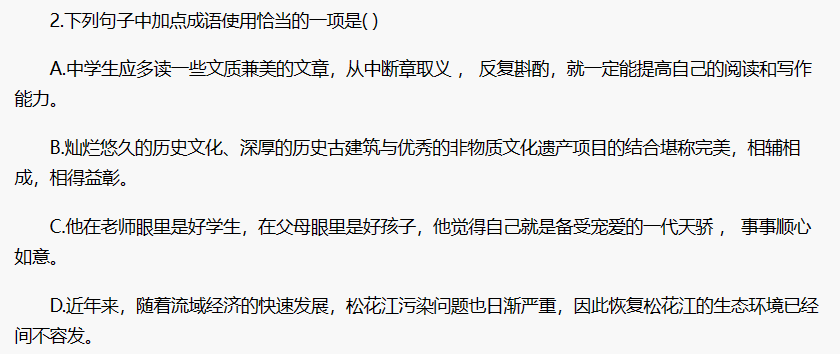 2.下列句子中加点成语使用恰当的一项是( )
A.中学生应多读一些文质兼美的文章，从中断章取义 ， 反复斟酌，就一定能提高自己的阅读和写作
能力。
B.灿烂悠久的历史文化、深厚的历史古建筑与优秀的非物质文化遗产项目的结合堪称完美，相辅相
成，相得益彰。
C.他在老师眼里是好学生，在父母眼里是好孩子，他觉得自己就是备受宠爱的一代天骄 ， 事事顺心
如意。
D.近年来，随着流域经济的快速发展，松花江污染问题也日渐严重，因此恢复松花江的生态环境已经
间不容发。